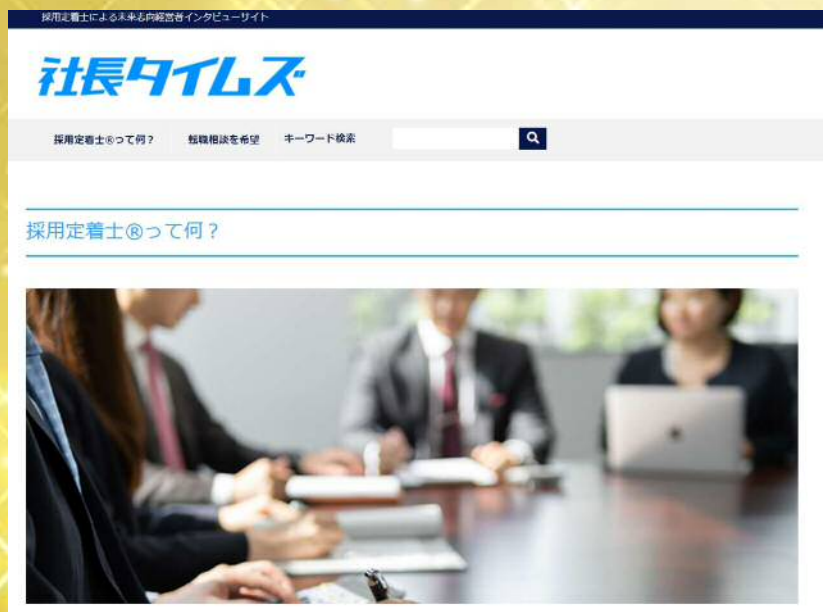 採用定着士による未来志向経営者インタビューサイト
社長タイムズ
採用定着士®って何？ 転職相談を希望 キーワード検索
採用定着士®って何？